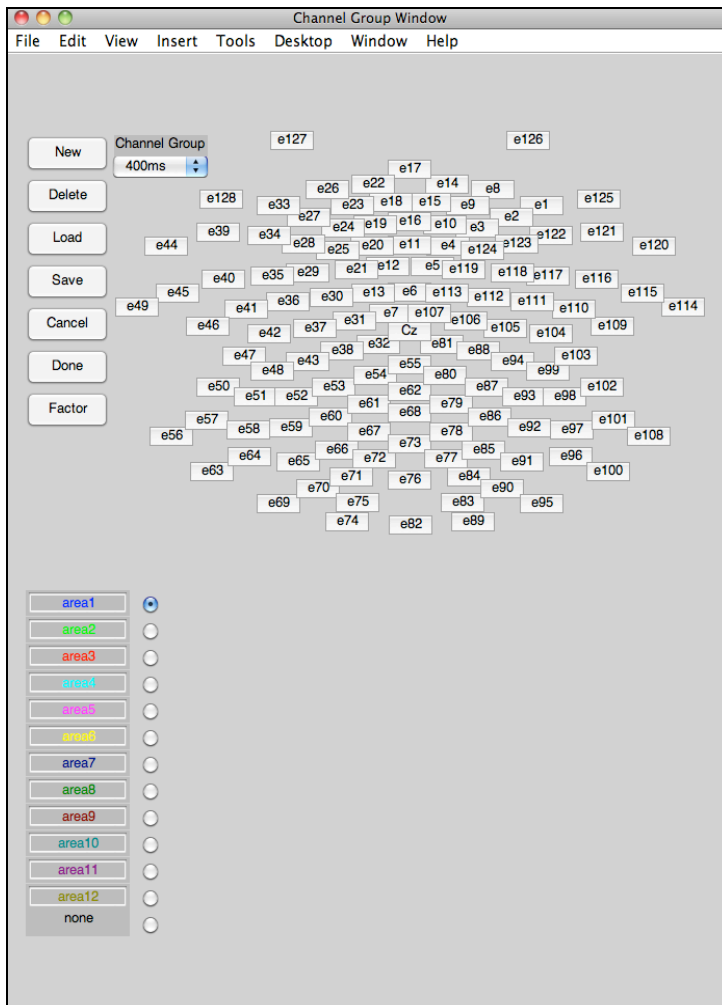 Channel Group Window
File Edit View Insert Tools Desktop Window Help
New
Delete
Load
Save
Cancel
Done
Factor
Channel Group
400ms
e127 e126
e17
e26 e22 e14 e8
e128 e33 e23 e18 e15 e9 e1 e125
e27 e2
e39 e34 e24 e19 e16 e10 e3 e122 e121
e44 e28 e25 e20 e11 e4 e124 e123 e120
e40 e35 e29 e21 e12 e5 e119 e118 e117 e116
e49 e45 e41 e36 e30 e13 e6 e113 e112 e111 e110 e115 e114
e46 e42 e37 e31 e7 e107 e106 e105 e104 e109
Cz
e47 e48 e43 e38 e32 e81 e88 e94 e99 e103
e54 e55 e80
e50 e51 e52 e53 e62 e87 e93 e98 e102
e61 e79
e57 e58 e59 e60 e68 e86 e92 e97 e101
e56 e67 e78 e108
e64 e65 e66 e72 e73 e77 e85 e91 e96
e63 e100
e70 e71 e76 e84 e90
e69 e75 e83 e95
e74 e82 e89
area1
area2
area3
area4
area5
area6
area7
area8
area9
area10
area11
area12
none